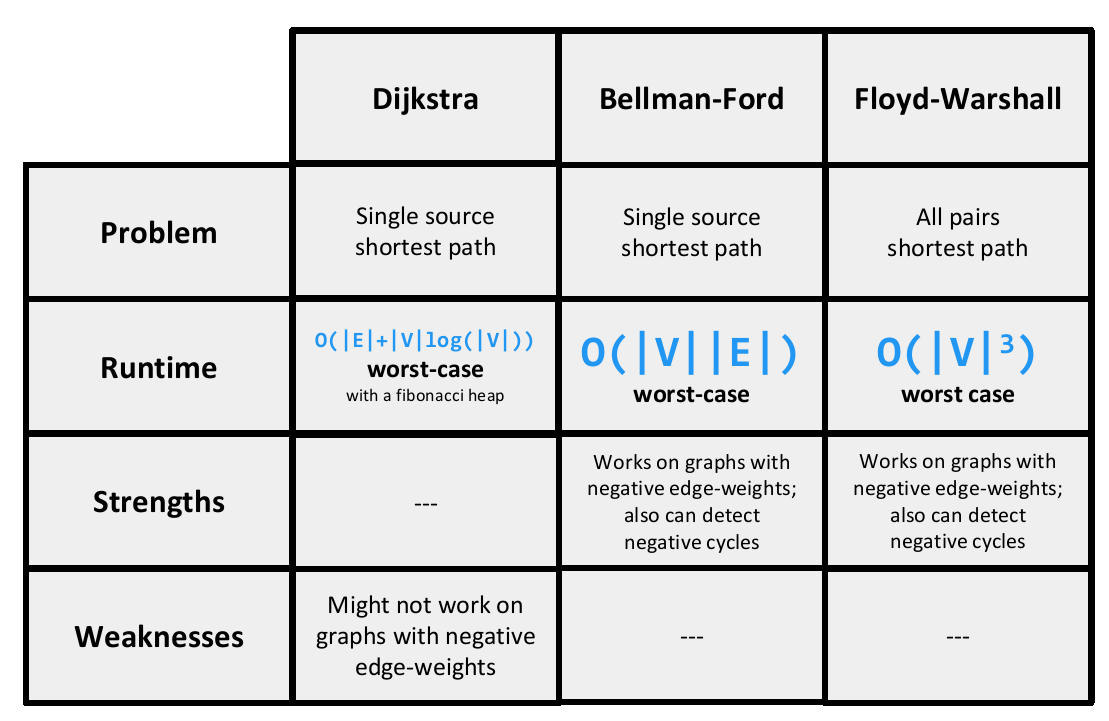 Dijkstra
Bellman-Ford
Floyd-Warshall
Problem
Single source
shortest path
Single source
shortest path
All pairs
shortest path
Runtime
O(|E|+|V|log(|V|))
worst-case
with a fibonacci heap
O(|V||E|)
worst-case
O(|V|³)
worst case
Strengths
---
Works on graphs with
negative edge-weights;
also can detect
negative cycles
Works on graphs with
negative edge-weights;
also can detect
negative cycles
Weaknesses
Might not work on
graphs with negative
edge-weights
---
---